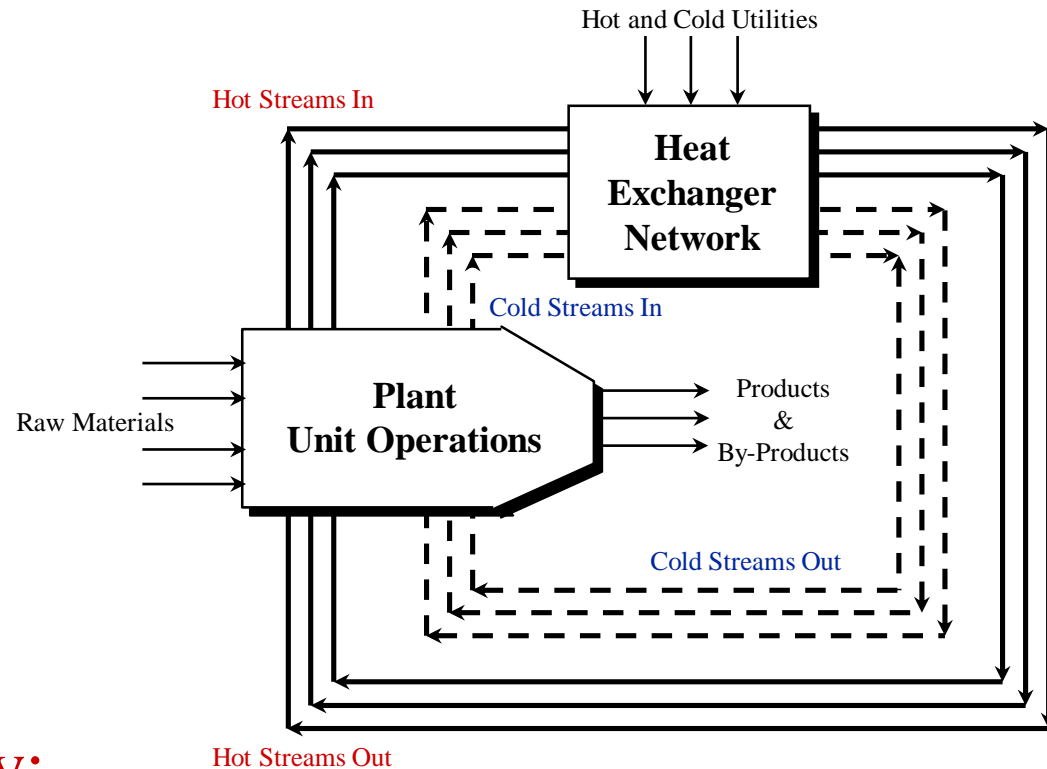 Hot and Cold Utilities
Hot Streams In
Heat
Exchanger
Network
Cold Streams In
Plant
Unit Operations
Raw Materials
Products
&
By-Products
Cold Streams Out
Hot Streams Out